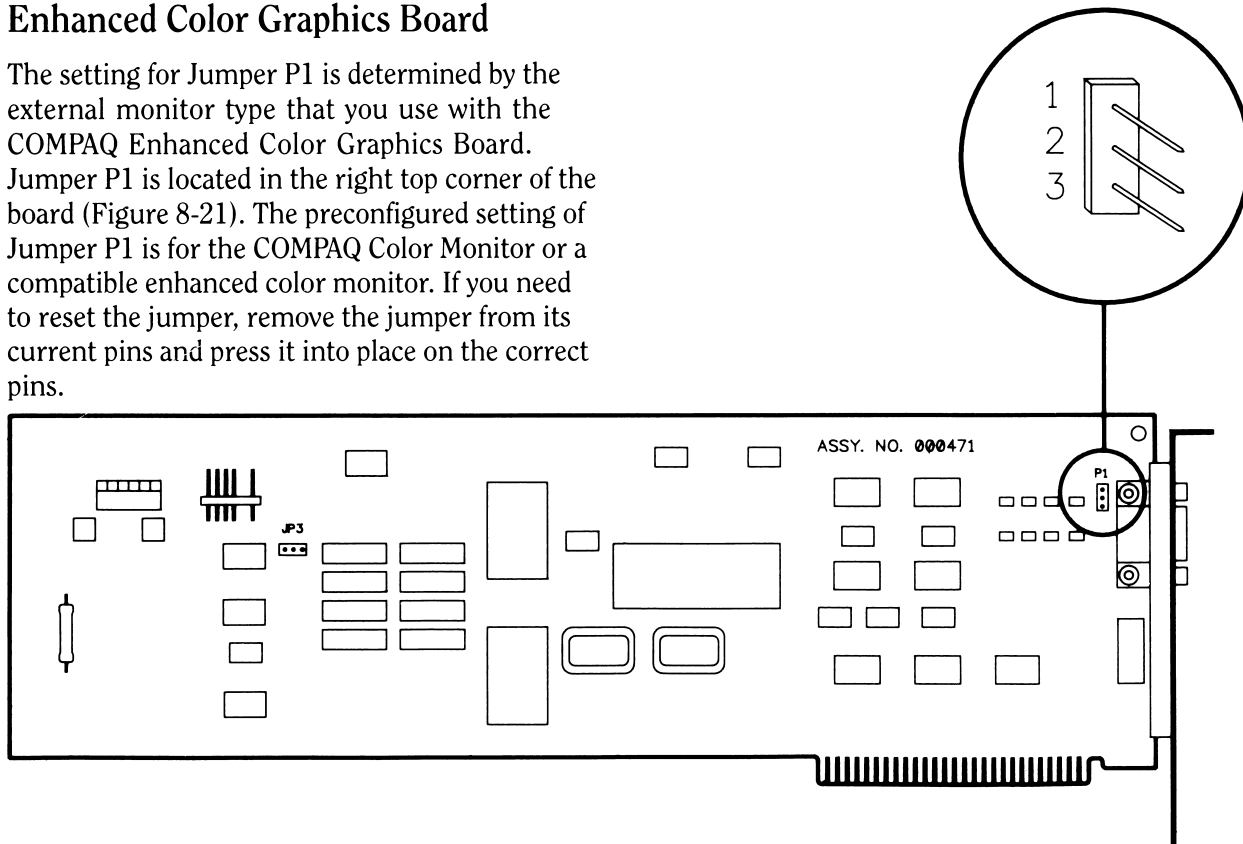 Enhanced Color Graphics Board
The setting for Jumper P1 is determined by the
external monitor type that you use with the
COMPAQ Enhanced Color Graphics Board.
Jumper P1 is located in the right top corner of the
board (Figure 8-21). The preconfigured setting of
Jumper P1 is for the COMPAQ Color Monitor or a
compatible enhanced color monitor. If you need
to reset the jumper, remove the jumper from its
current pins and press it into place on the correct
pins.
1
2
3
ASSY. NO. 000471
P1
JP3